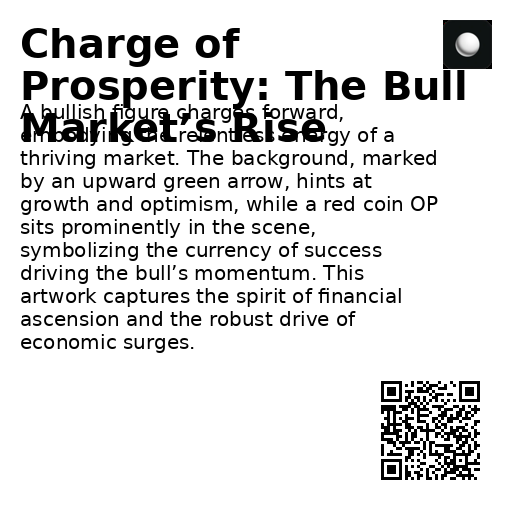 Charge of
Prosperity: The Bull
Market’s Rise
A bullish figure charges forward,
embodying the relentless energy of a
thriving market. The background, marked
by an upward green arrow, hints at
growth and optimism, while a red coin OP
sits prominently in the scene,
symbolizing the currency of success
driving the bull’s momentum. This
artwork captures the spirit of financial
ascension and the robust drive of
economic surges.